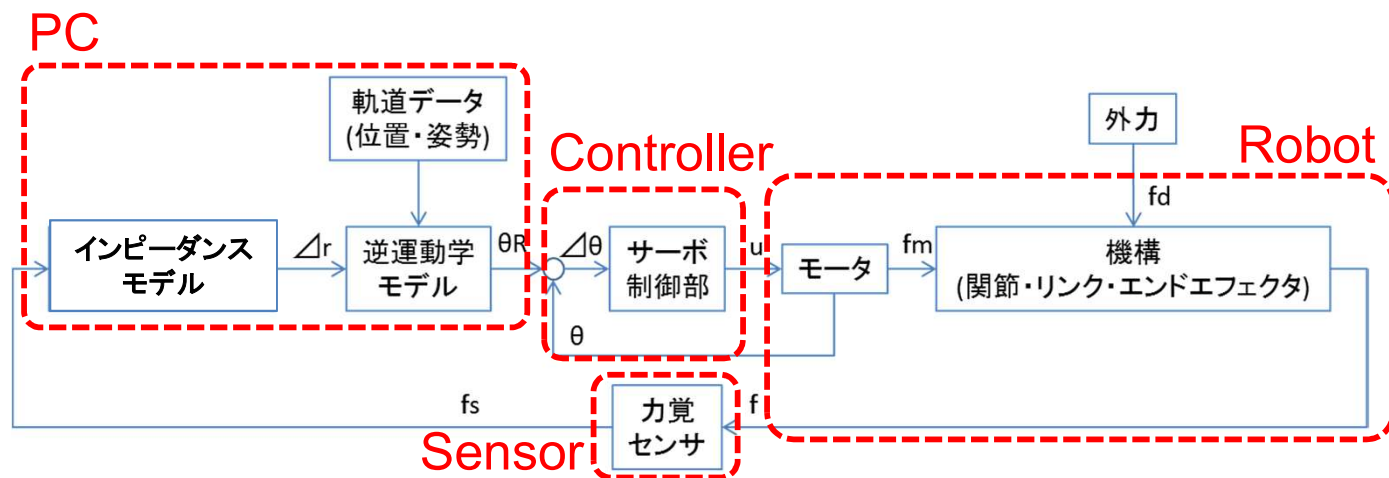 PC
軌道データ
(位置・姿勢)
外力
Controller
Robot
fd
インピーダンス
モデル
⊿r
逆運動学
モデル
θR
⊿θ
サーボ
制御部
u
モータ
fm
機構
(関節・リンク・エンドエフェクタ)
θ
fs
力覚
センサ
f
Sensor